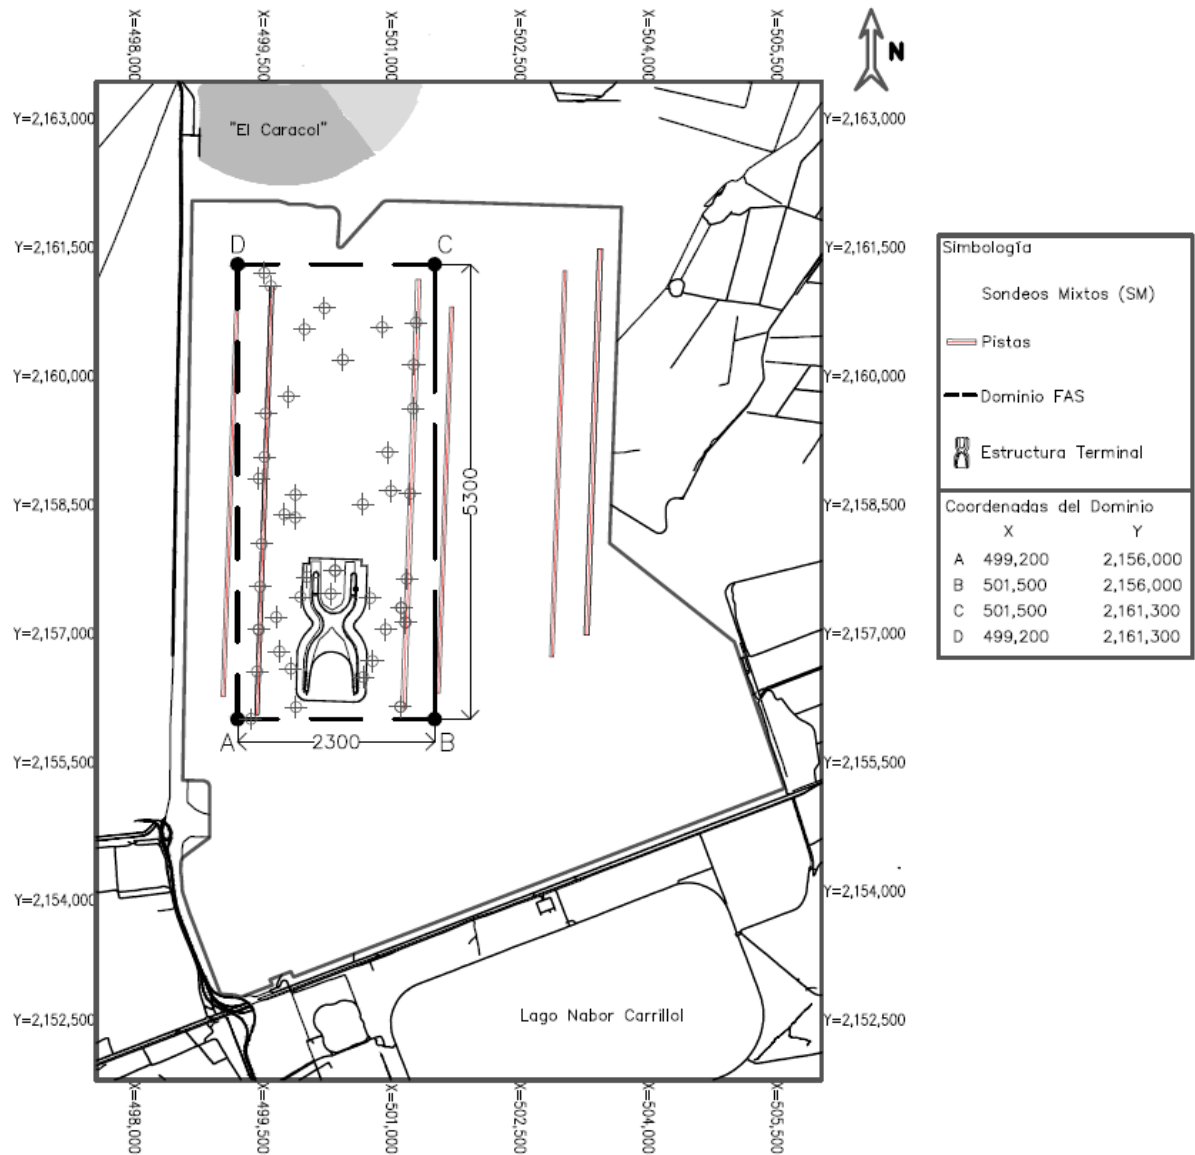 X=498,000
X=499,500
X=501,000
X=502,500
X=504,000
X=505,500
N
Y=2,163,000
"El Caracol"
Y=2,163,000
Y=2,161,500
D
C
Y=2,161,500
Y=2,160,000
Y=2,160,000
Y=2,158,500
5300
Y=2,158,500
Y=2,157,000
Y=2,157,000
A
2300
B
Y=2,155,500
Y=2,155,500
Y=2,154,000
Y=2,154,000
Y=2,152,500
Lago Nabor Carrillol
Y=2,152,500
X=498,000
X=499,500
X=501,000
X=502,500
X=504,000
X=505,500
Simbología
Sondeos Mixtos (SM)
Pistas
Dominio FAS
Estructura Terminal
Coordenadas del Dominio
X Y
A 499,200 2,156,000
B 501,500 2,156,000
C 501,500 2,161,300
D 499,200 2,161,300